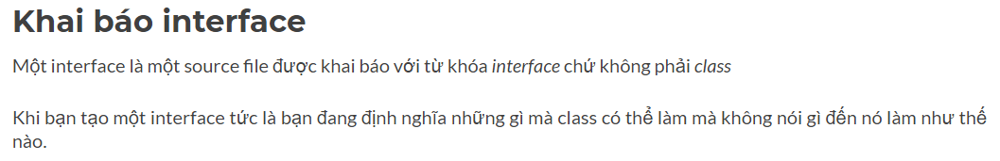 Khai báo interface
Một interface là một source file được khai báo với từ khóa interface chứ không phải class
Khi bạn tạo một interface tức là bạn đang định nghĩa những gì mà class có thể làm mà không nói gì đến nó làm như thế
nào.